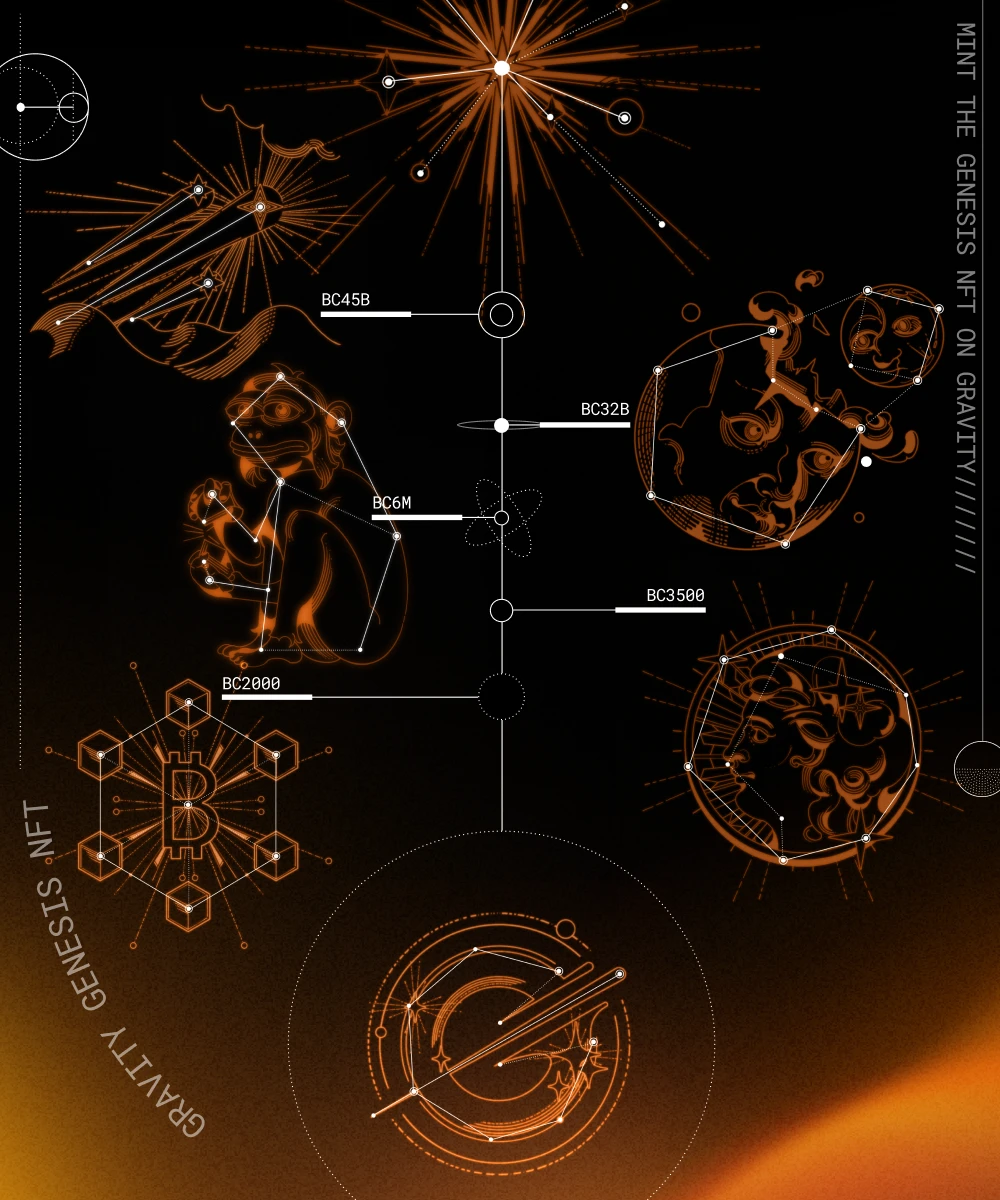 MINT THE GENESIS NFT ON GRAVITY///////
BC45B
BC32B
BC6M
BC3500
BC2000
GRAVITY GENESIS NFT